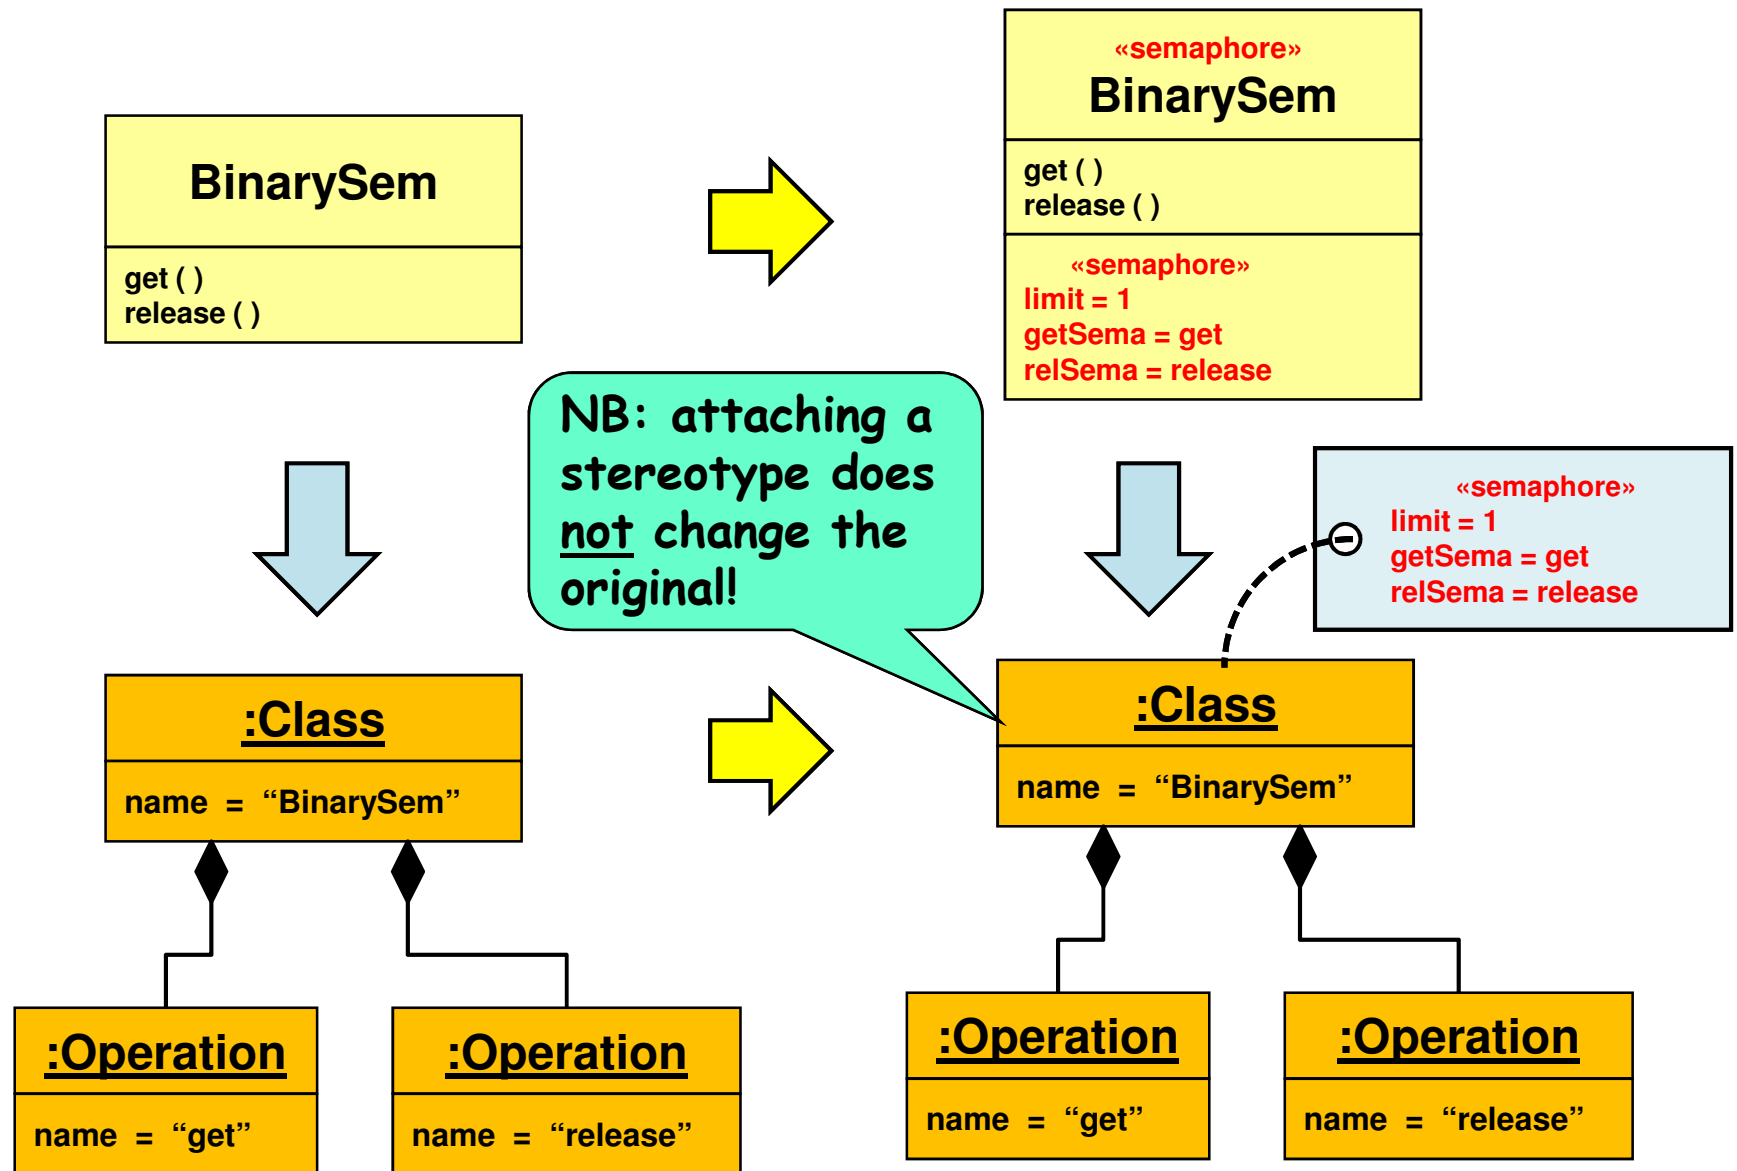 BinarySem
get ( )
release ( )
«semaphore»
BinarySem
get ( )
release ( )
«semaphore»
limit = 1
getSema = get
relSema = release
NB: attaching a
stereotype does
not change the
original!
«semaphore»
limit = 1
getSema = get
relSema = release
:Class
name = “BinarySem”
:Operation
name = “get”
:Operation
name = “release”
:Class
name = “BinarySem”
:Operation
name = “get”
:Operation
name = “release”